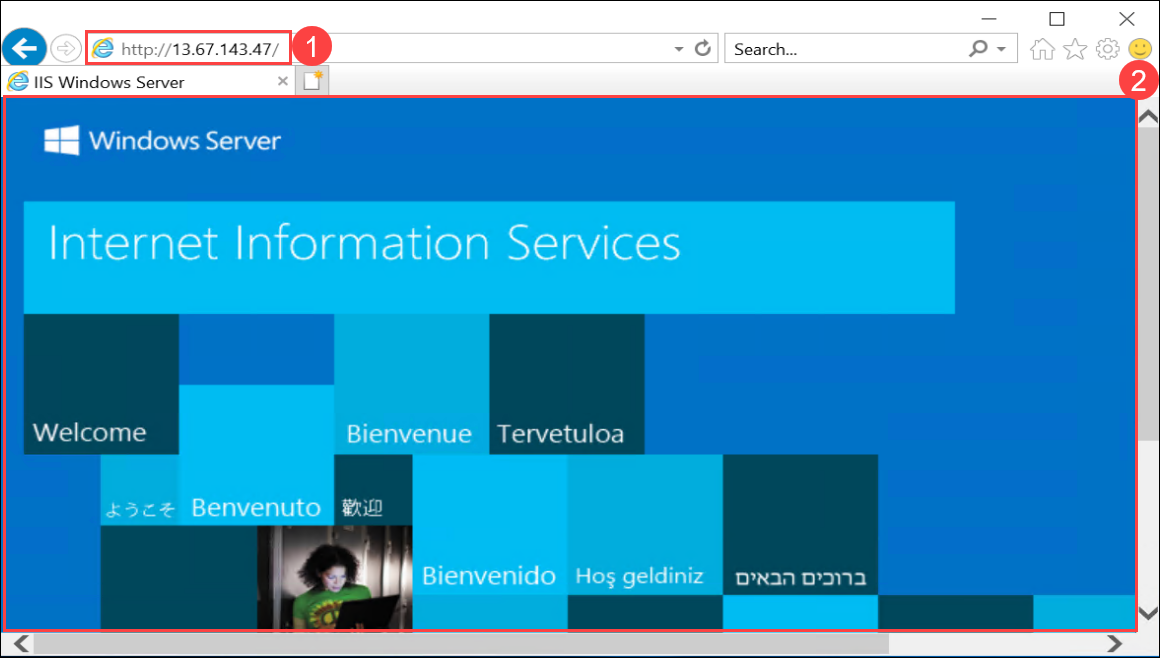 http://13.67.143.47/
1
Search...
IIS Windows Server
2
Windows Server
Internet Information Services
Welcome
Bienvenue
Tervetuloa
ようこそ
Benvenuto
歡迎
Bienvenido
Hoş geldiniz
ברוכים הבאים